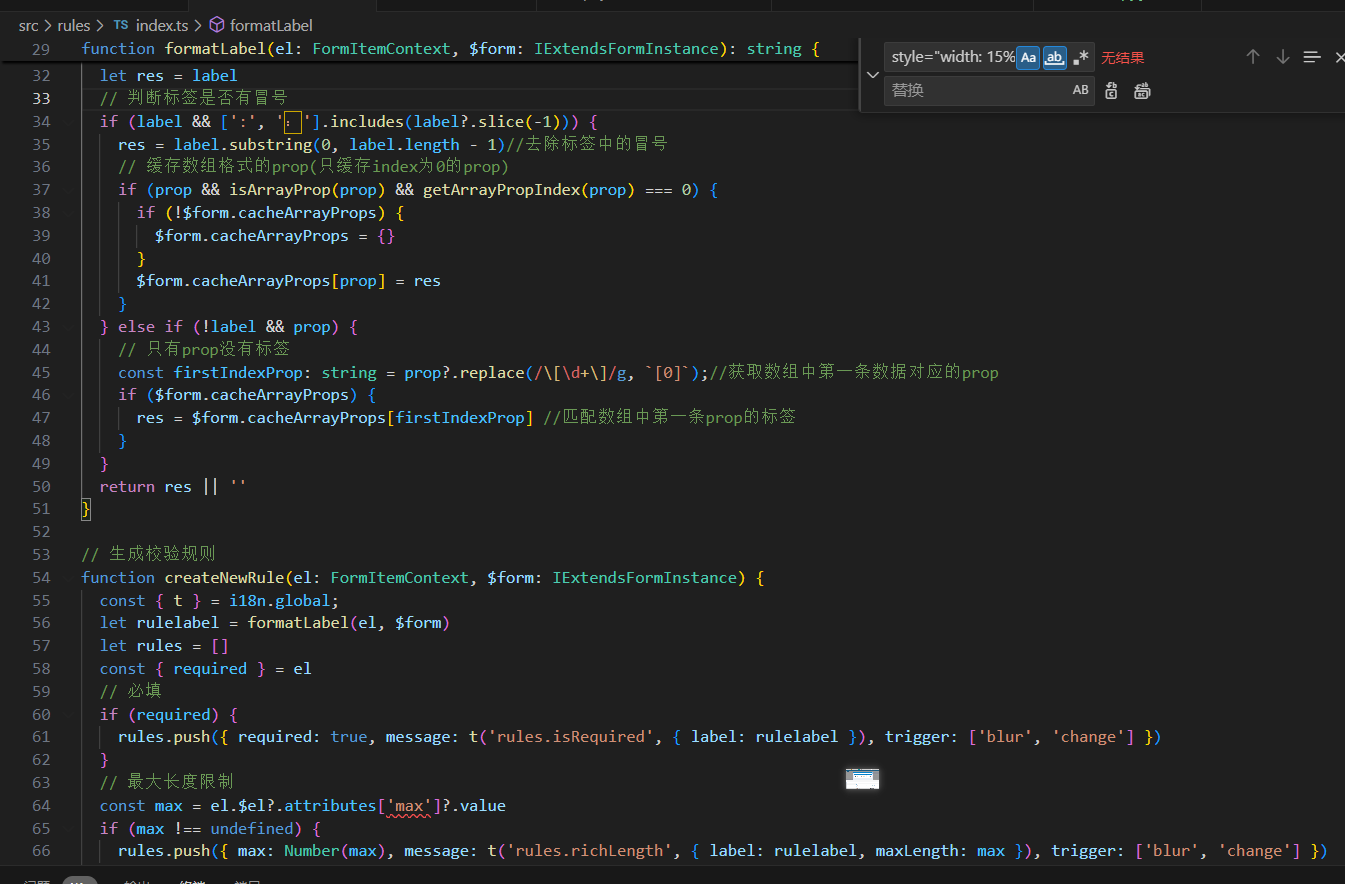 src > rules > TS index.ts > formatLabel
29 function formatLabel(el: FormItemContext, $form: IExtendsFormInstance): string {
style="width: 15% Aa ab .* 无结果
替换 AB
32 let res = label
33 // 判断标签是否有冒号
34 if (label && [':', '：'].includes(label?.slice(-1))) {
35 res = label.substring(0, label.length - 1)//去除标签中的冒号
36 // 缓存数组格式的prop(只缓存index为0的prop)
37 if (prop && isArrayProp(prop) && getArrayPropIndex(prop) === 0) {
38 if (!$form.cacheArrayProps) {
39 $form.cacheArrayProps = {}
40 }
41 $form.cacheArrayProps[prop] = res
42 }
43 } else if (!label && prop) {
44 // 只有prop没有标签
45 const firstIndexProp: string = prop?.replace(/\[\d+\]/g, `[0]`);//获取数组中第一条数据对应的prop
46 if ($form.cacheArrayProps) {
47 res = $form.cacheArrayProps[firstIndexProp] //匹配数组中第一条prop的标签
48 }
49 }
50 return res || ''
51 }
52
53 // 生成校验规则
54 function createNewRule(el: FormItemContext, $form: IExtendsFormInstance) {
55 const { t } = i18n.global;
56 let rulelabel = formatLabel(el, $form)
57 let rules = []
58 const { required } = el
59 // 必填
60 if (required) {
61 rules.push({ required: true, message: t('rules.isRequired', { label: rulelabel }), trigger: ['blur', 'change'] })
62 }
63 // 最大长度限制
64 const max = el.$el?.attributes['max']?.value
65 if (max !== undefined) {
66 rules.push({ max: Number(max), message: t('rules.richLength', { label: rulelabel, maxLength: max }), trigger: ['blur', 'change'] })